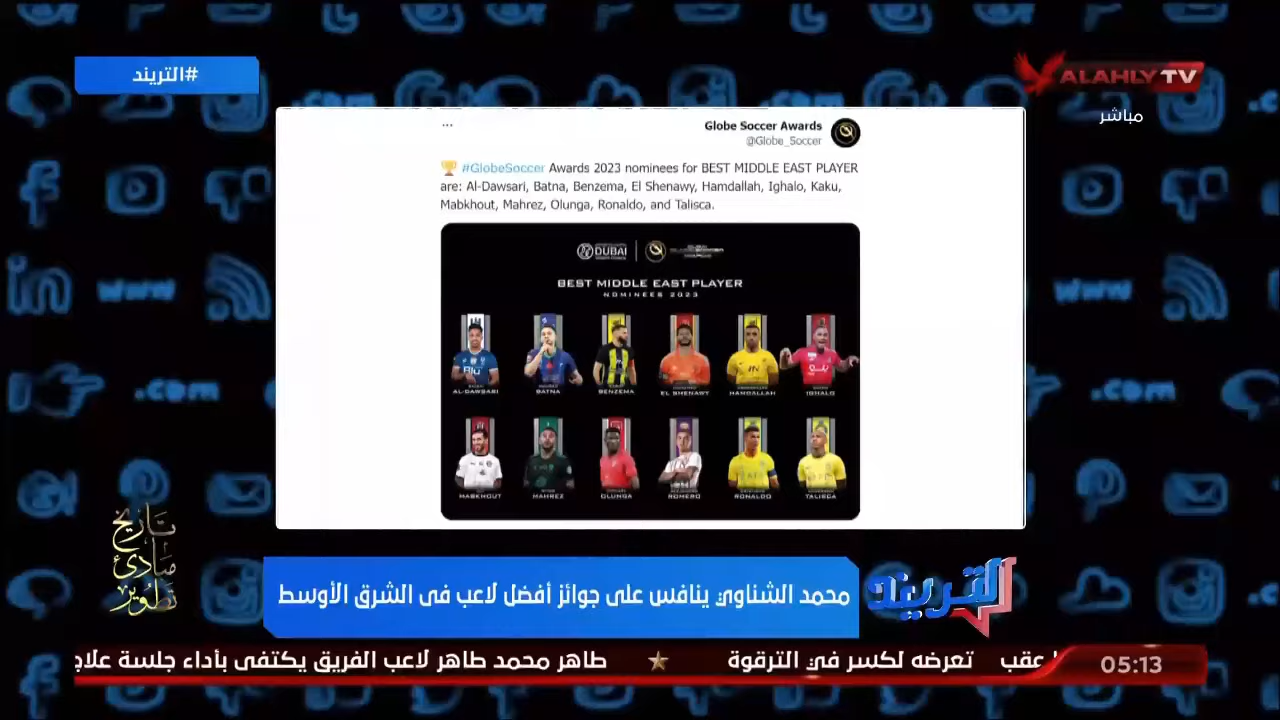 #التريند
ALAHLY TV
مباشر
Globe Soccer Awards
@Globe_Soccer
🏆 #GlobeSoccer Awards 2023 nominees for BEST MIDDLE EAST PLAYER
are: Al-Dawsari, Batna, Benzema, El Shenawy, Hamdallah, Ighalo, Kaku,
Mabkhout, Mahrez, Olunga, Ronaldo, and Talisca.
DUBAI
BEST MIDDLE EAST PLAYER
NOMINEES 2023
AL-DAWSARI BATNA BENZEMA EL SHENAWY HAMDALLAH IGHALO
MABKHOUT MAHREZ OLUNGA ROMERO RONALDO TALISCA
www
www
.com
.com
تاريخ
مبادئ
تطوير
محمد الشناوي ينافس على جوائز أفضل لاعب فى الشرق الأوسط
التريند
عقب تعرضه لكسر في الترقوة ★ طاهر محمد طاهر لاعب الفريق يكتفى بأداء جلسة علاج
05:13